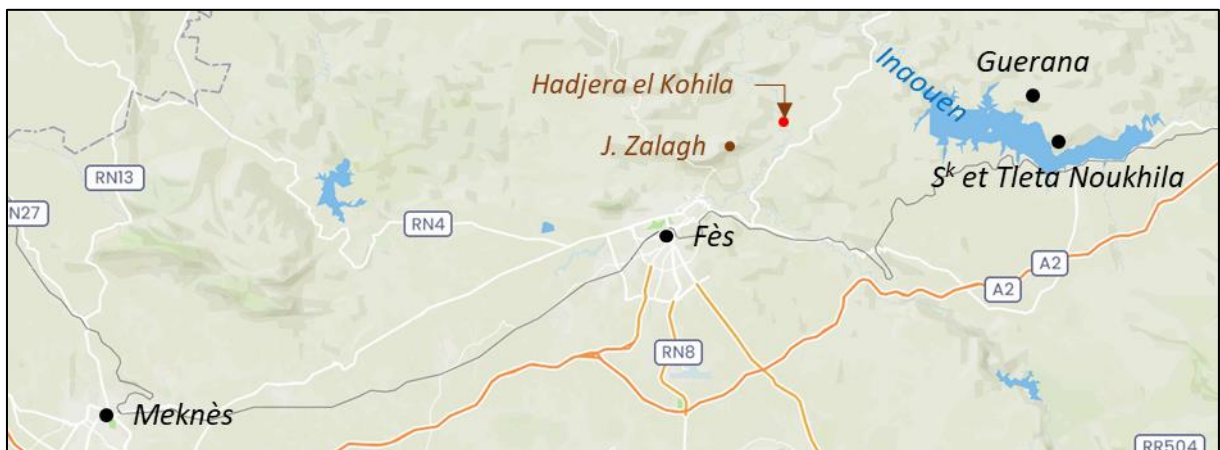 Inaouen
Guerana
Hadjera el Kohila
J. Zalagh
RN13
Sᵏ et Tleta Noukhila
N27
RN4
Fès
A2
A2
RN8
Meknès
RR504